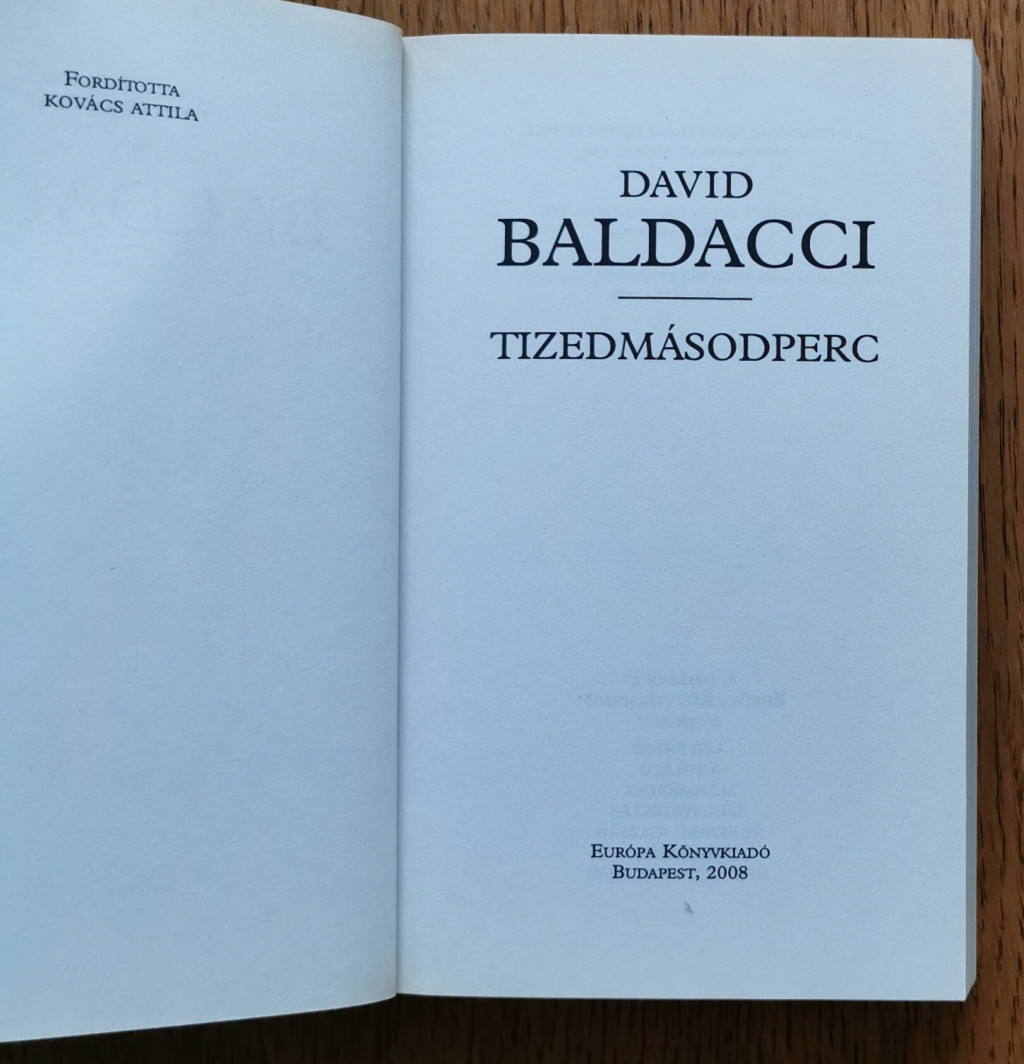 FORDÍTOTTA
KOVÁCS ATTILA
DAVID
BALDACCI
TIZEDMÁSODPERC
EURÓPA KÖNYVKIADÓ
BUDAPEST, 2008